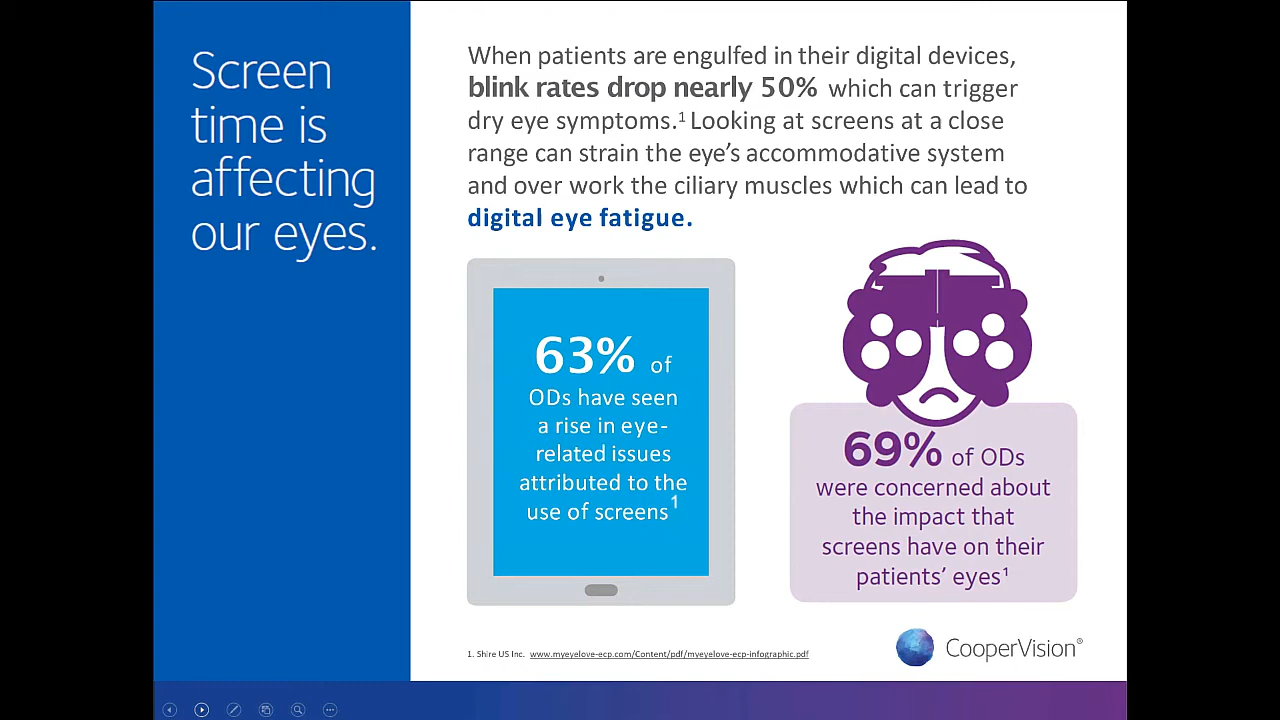 Screen
time is
affecting
our eyes.
When patients are engulfed in their digital devices,
blink rates drop nearly 50% which can trigger
dry eye symptoms.¹ Looking at screens at a close
range can strain the eye's accommodative system
and over work the ciliary muscles which can lead to
digital eye fatigue.
63% of
ODs have seen
a rise in eye-
related issues
attributed to the
use of screens¹
69% of ODs
were concerned about
the impact that
screens have on their
patients' eyes¹
1. Shire US Inc. www.myeyelove-ecp.com/Content/pdf/myeyelove-ecp-infographic.pdf
CooperVision®